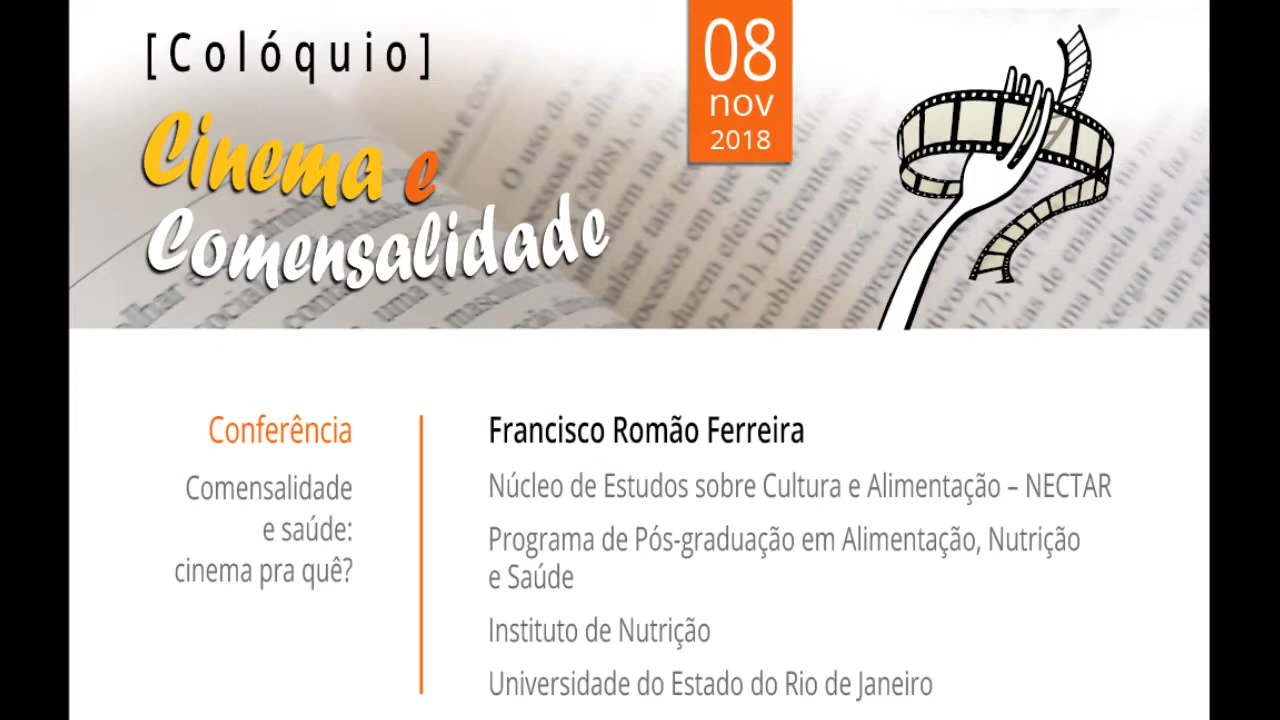 [Colóquio]
Cinema e
Comensalidade
08
nov
2018
Conferência
Comensalidade
e saúde:
cinema pra quê?
Francisco Romão Ferreira
Núcleo de Estudos sobre Cultura e Alimentação – NECTAR
Programa de Pós-graduação em Alimentação, Nutrição
e Saúde
Instituto de Nutrição
Universidade do Estado do Rio de Janeiro